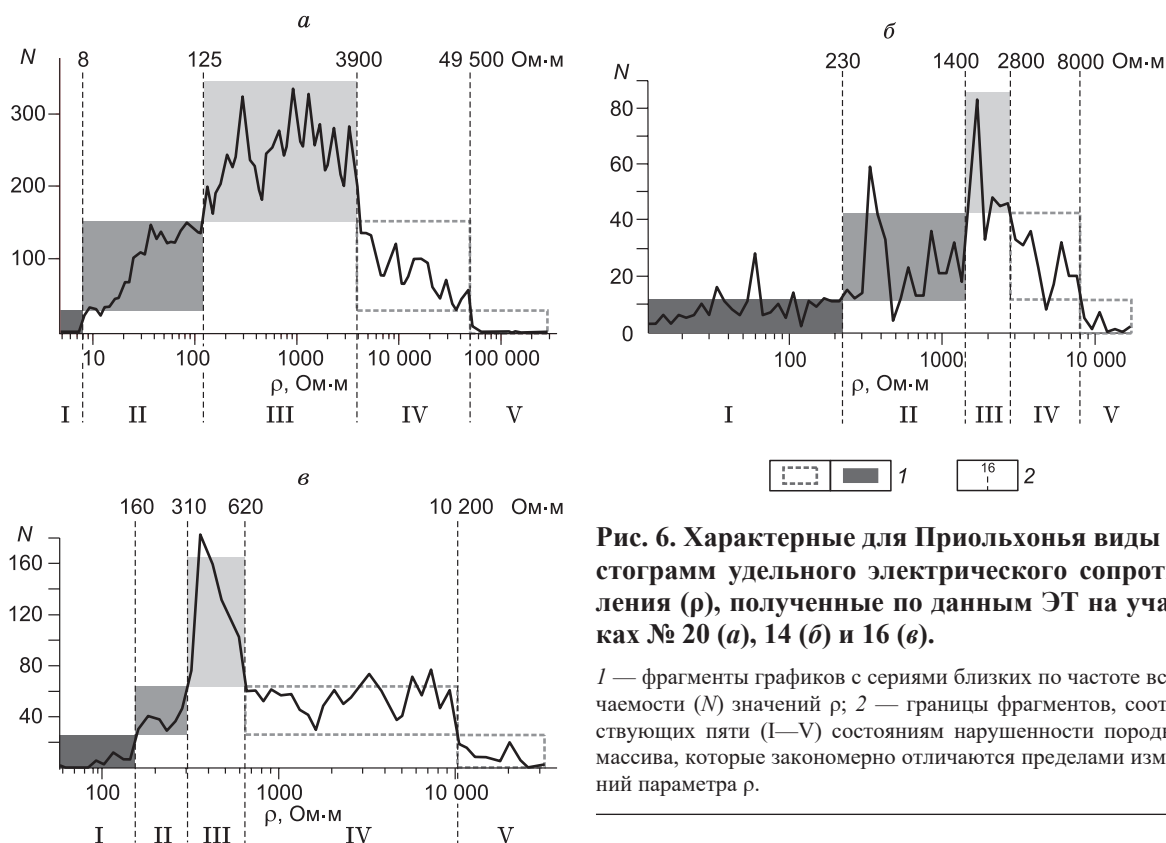 а
N 8 125 3900 49 500 Ом·м
300
200
100
10 100 1000 10 000 100 000
ρ, Ом·м
I II III IV V
б
N 230 1400 2800 8000 Ом·м
80
60
40
20
0
100 1000 10 000
ρ, Ом·м
I II III IV V
1 16 2
в
N 160 310 620 10 200 Ом·м
160
120
80
40
100 1000 10 000
ρ, Ом·м
I II III IV V
Рис. 6. Характерные для Приольхонья виды
стограмм удельного электрического сопрот
ления (ρ), полученные по данным ЭТ на уча
ках № 20 (а), 14 (б) и 16 (в).
1 — фрагменты графиков с сериями близких по частоте вс
чаемости (N) значений ρ; 2 — границы фрагментов, соот
ствующих пяти (I—V) состояниям нарушенности породн
массива, которые закономерно отличаются пределами изм
ний параметра ρ.